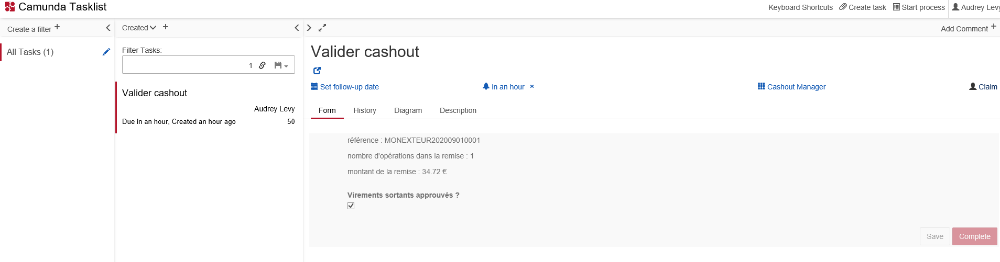 Camunda Tasklist
Keyboard Shortcuts Create task Start process Audrey Levy
Create a filter +
Created +
Add Comment +
All Tasks (1)
Filter Tasks:
1
Valider cashout
Audrey Levy
Due in an hour, Created an hour ago 50
Valider cashout
Set follow-up date in an hour × Cashout Manager Claim
Form History Diagram Description
référence : MONEXTEUR202009010001
nombre d'opérations dans la remise : 1
montant de la remise : 34.72 €
Virements sortants approuvés ?
Save Complete